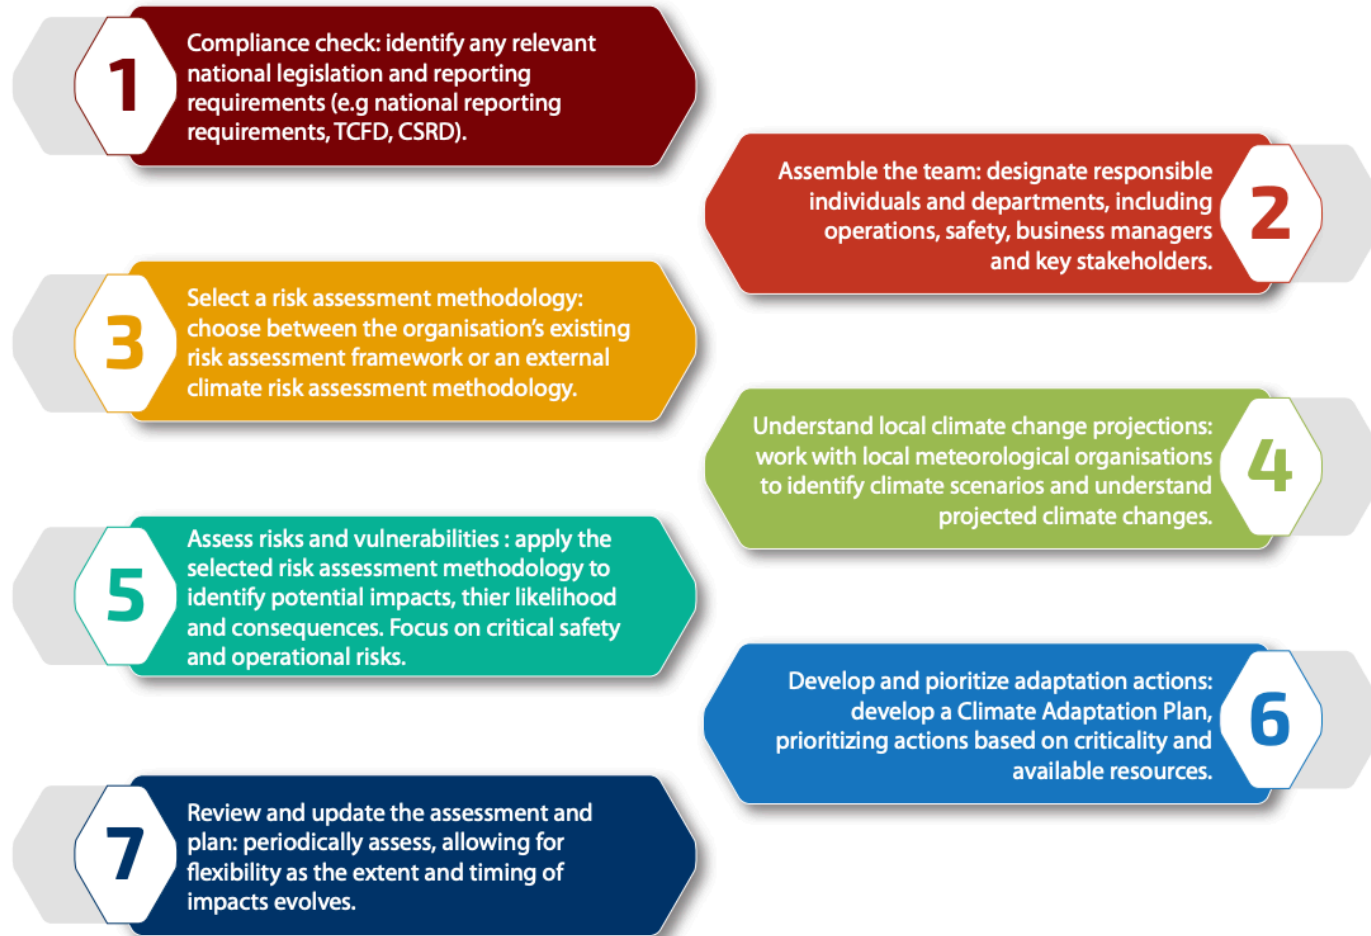 1
Compliance check: identify any relevant
national legislation and reporting
requirements (e.g national reporting
requirements, TCFD, CSRD).
Assemble the team: designate responsible
individuals and departments, including
operations, safety, business managers
and key stakeholders.
2
3
Select a risk assessment methodology:
choose between the organisation's existing
risk assessment framework or an external
climate risk assessment methodology.
Understand local climate change projections:
work with local meteorological organisations
to identify climate scenarios and understand
projected climate changes.
4
5
Assess risks and vulnerabilities : apply the
selected risk assessment methodology to
identify potential impacts, thier likelihood
and consequences. Focus on critical safety
and operational risks.
Develop and pioritize adaptation actions:
develop a Climate Adaptation Plan,
prioritizing actions based on criticality and
available resources.
6
7
Review and update the assessment and
plan: periodically assess, allowing for
flexibility as the extent and timing of
impacts evolves.